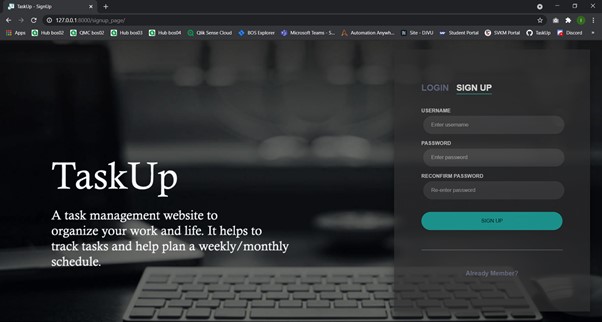 TaskUp - SignUp
127.0.0.1:8000/signup_page/
Apps
Hub bos02
QMC bos02
Hub bos03
Hub bos04
Qlik Sense Cloud
BOS Explorer
Microsoft Teams - S...
Automation Anywh...
Site - DJVU
Student Portal
SVKM Portal
TaskUp
Discord
LOGIN SIGN UP
USERNAME
Enter username
PASSWORD
Enter password
RECONFIRM PASSWORD
Re-enter password
SIGN UP
Already Member?
TaskUp
A task management website to
organize your work and life. It helps to
track tasks and help plan a weekly/monthly
schedule.